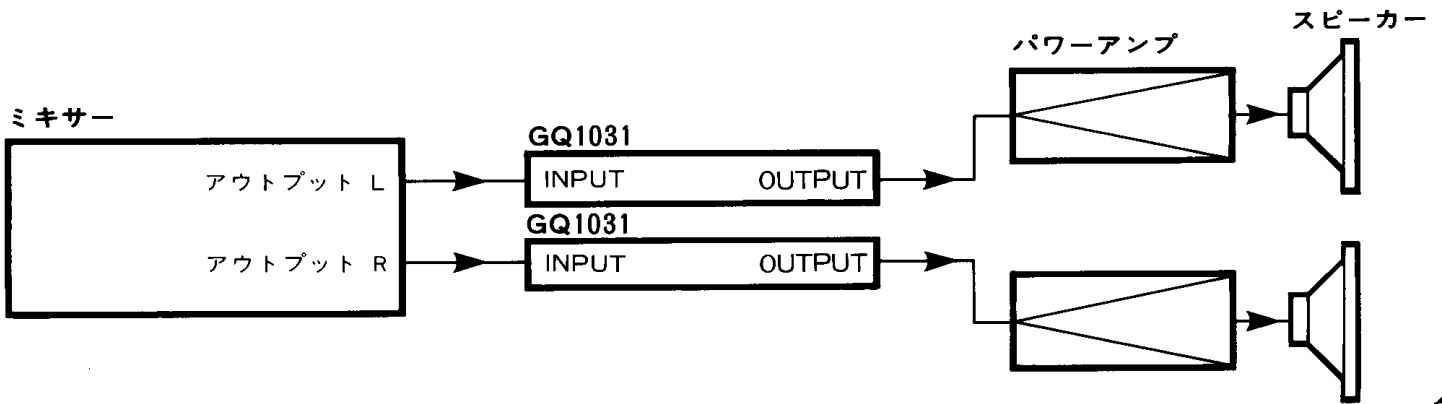 スピーカー
パワーアンプ
ミキサー
GQ1031
アウトプット L
INPUT OUTPUT
GQ1031
アウトプット R
INPUT OUTPUT